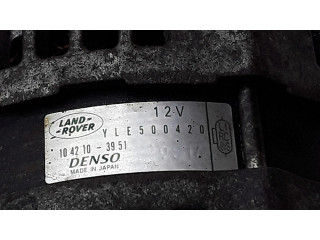 LAND-
-ROVER
12V
YLE500420
104210-3951
DENSO
MADE IN JAPAN